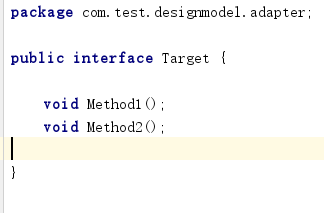 package com.test.designmodel.adapter;
public interface Target {
void Method1();
void Method2();
}